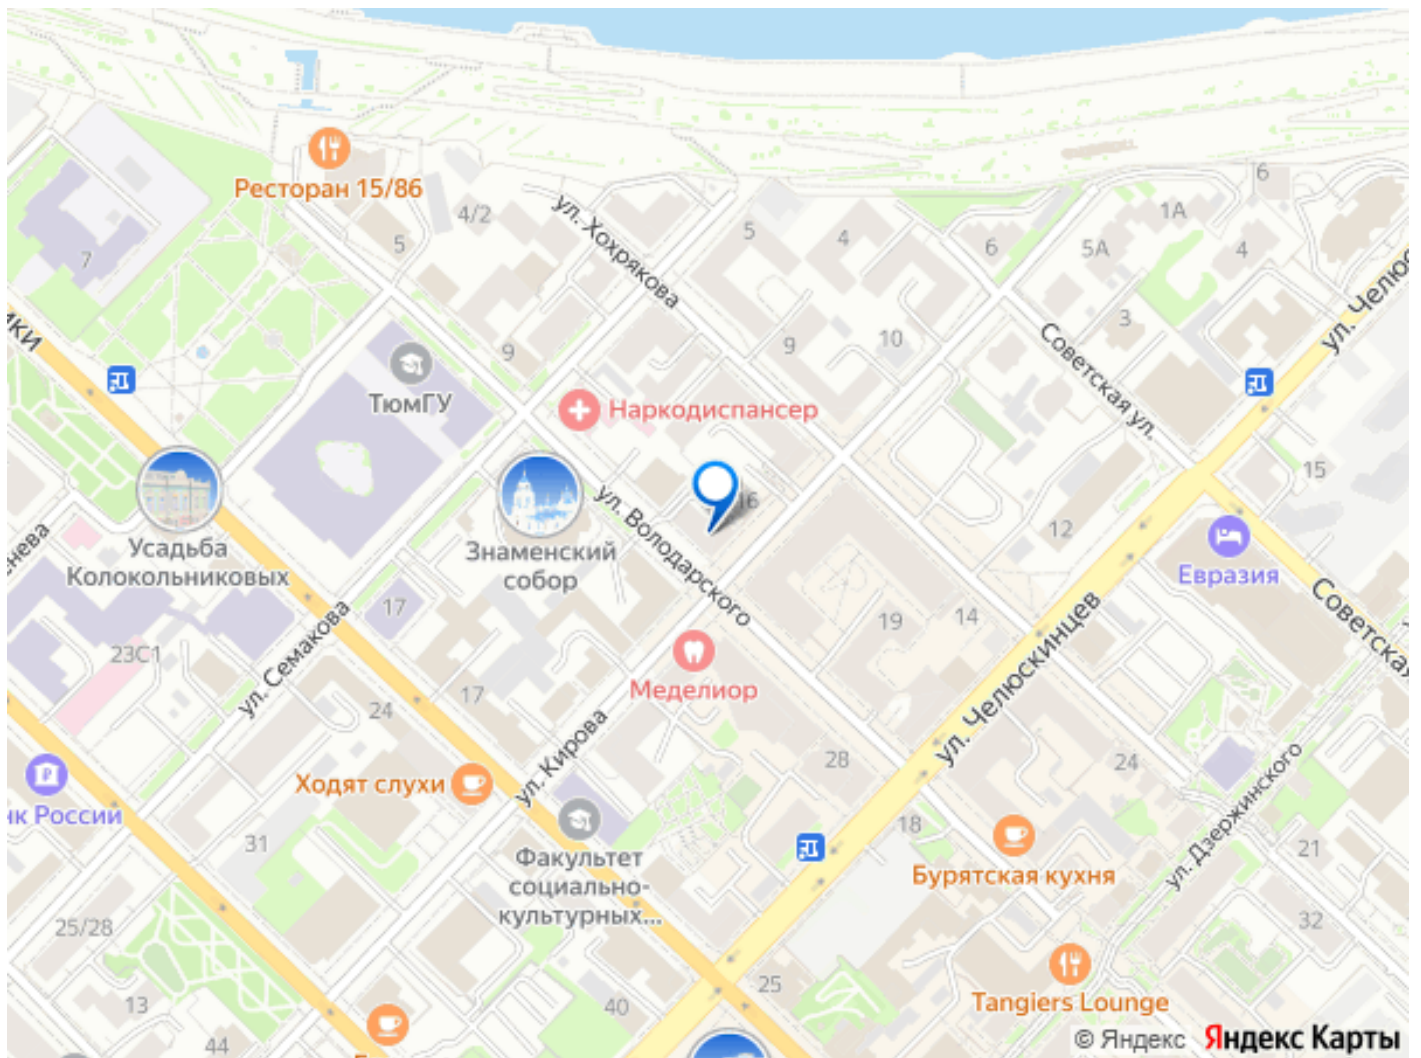 Ресторан 15/86
4/2
ул. Хохрякова
5
5
4
6
1А
6
5А
4
7
ул. Челюс
ики
3
9
9
10
Советская ул.
ТюмГУ
Наркодиспансер
16
15
12
Усадьба
Колокольниковых
Знаменский
собор
ул. Володарского
Евразия
нева
17
19
14
Советская
23С1
ул. Семакова
Меделиор
17
24
ул. Кирова
ул. Челюскинцев
28
24
Ходят слухи
нк России
31
Факультет
социально-
культурных...
18
Бурятская кухня
ул. Дзержинского
21
25/28
32
13
40
25
Tangiers Lounge
44
© Яндекс Яндекс Карты